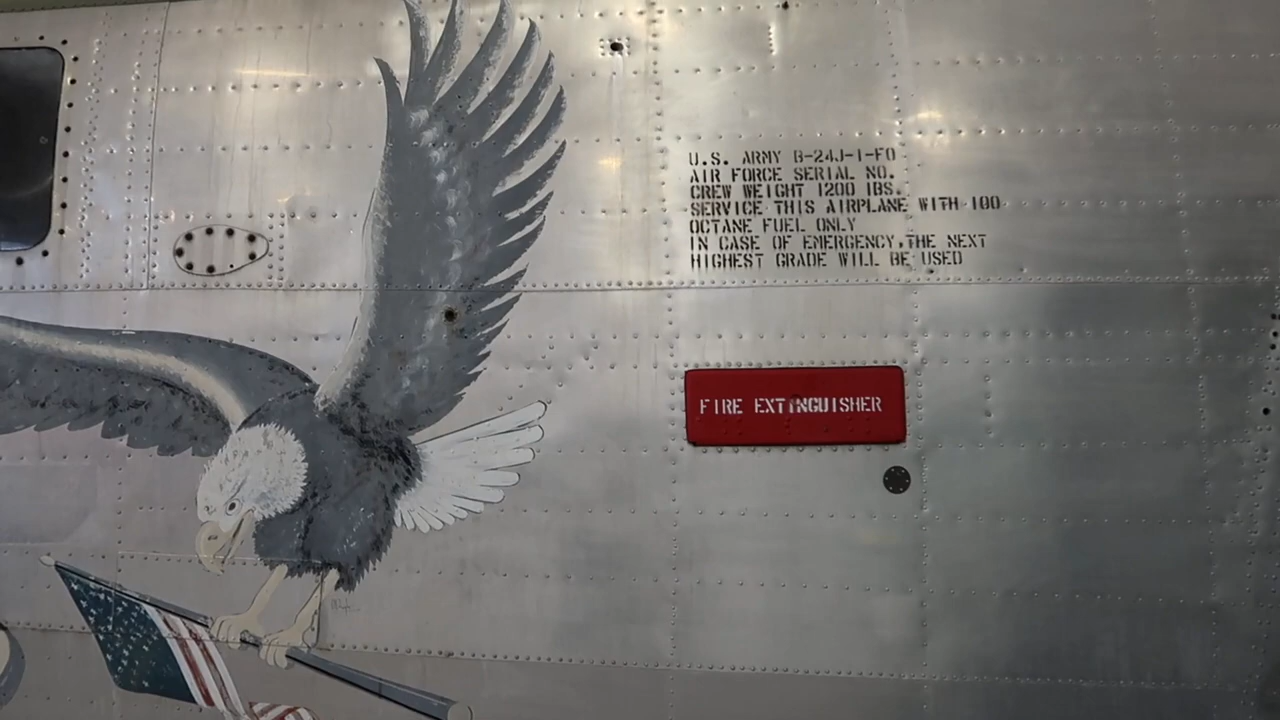 U.S. ARMY B-24J-1-FO
AIR FORCE SERIAL NO.
CREW WEIGHT 1200 LBS.
SERVICE THIS AIRPLANE WITH 100
OCTANE FUEL ONLY
IN CASE OF EMERGENCY, THE NEXT
HIGHEST GRADE WILL BE USED
FIRE EXTINGUISHER